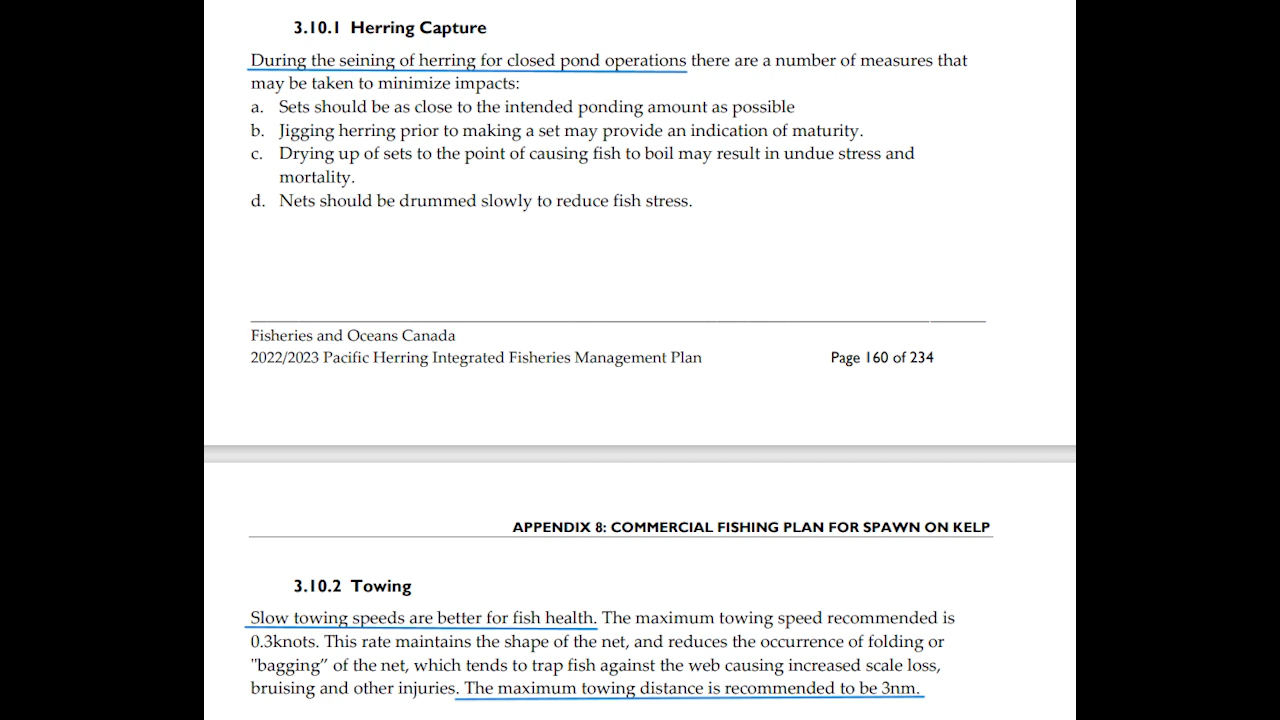 3.10.1 Herring Capture
During the seining of herring for closed pond operations there are a number of measures that
may be taken to minimize impacts:
a. Sets should be as close to the intended ponding amount as possible
b. Jigging herring prior to making a set may provide an indication of maturity.
c. Drying up of sets to the point of causing fish to boil may result in undue stress and
mortality.
d. Nets should be drummed slowly to reduce fish stress.
Fisheries and Oceans Canada
2022/2023 Pacific Herring Integrated Fisheries Management Plan Page 160 of 234
APPENDIX 8: COMMERCIAL FISHING PLAN FOR SPAWN ON KELP
3.10.2 Towing
Slow towing speeds are better for fish health. The maximum towing speed recommended is
0.3knots. This rate maintains the shape of the net, and reduces the occurrence of folding or
"bagging” of the net, which tends to trap fish against the web causing increased scale loss,
bruising and other injuries. The maximum towing distance is recommended to be 3nm.